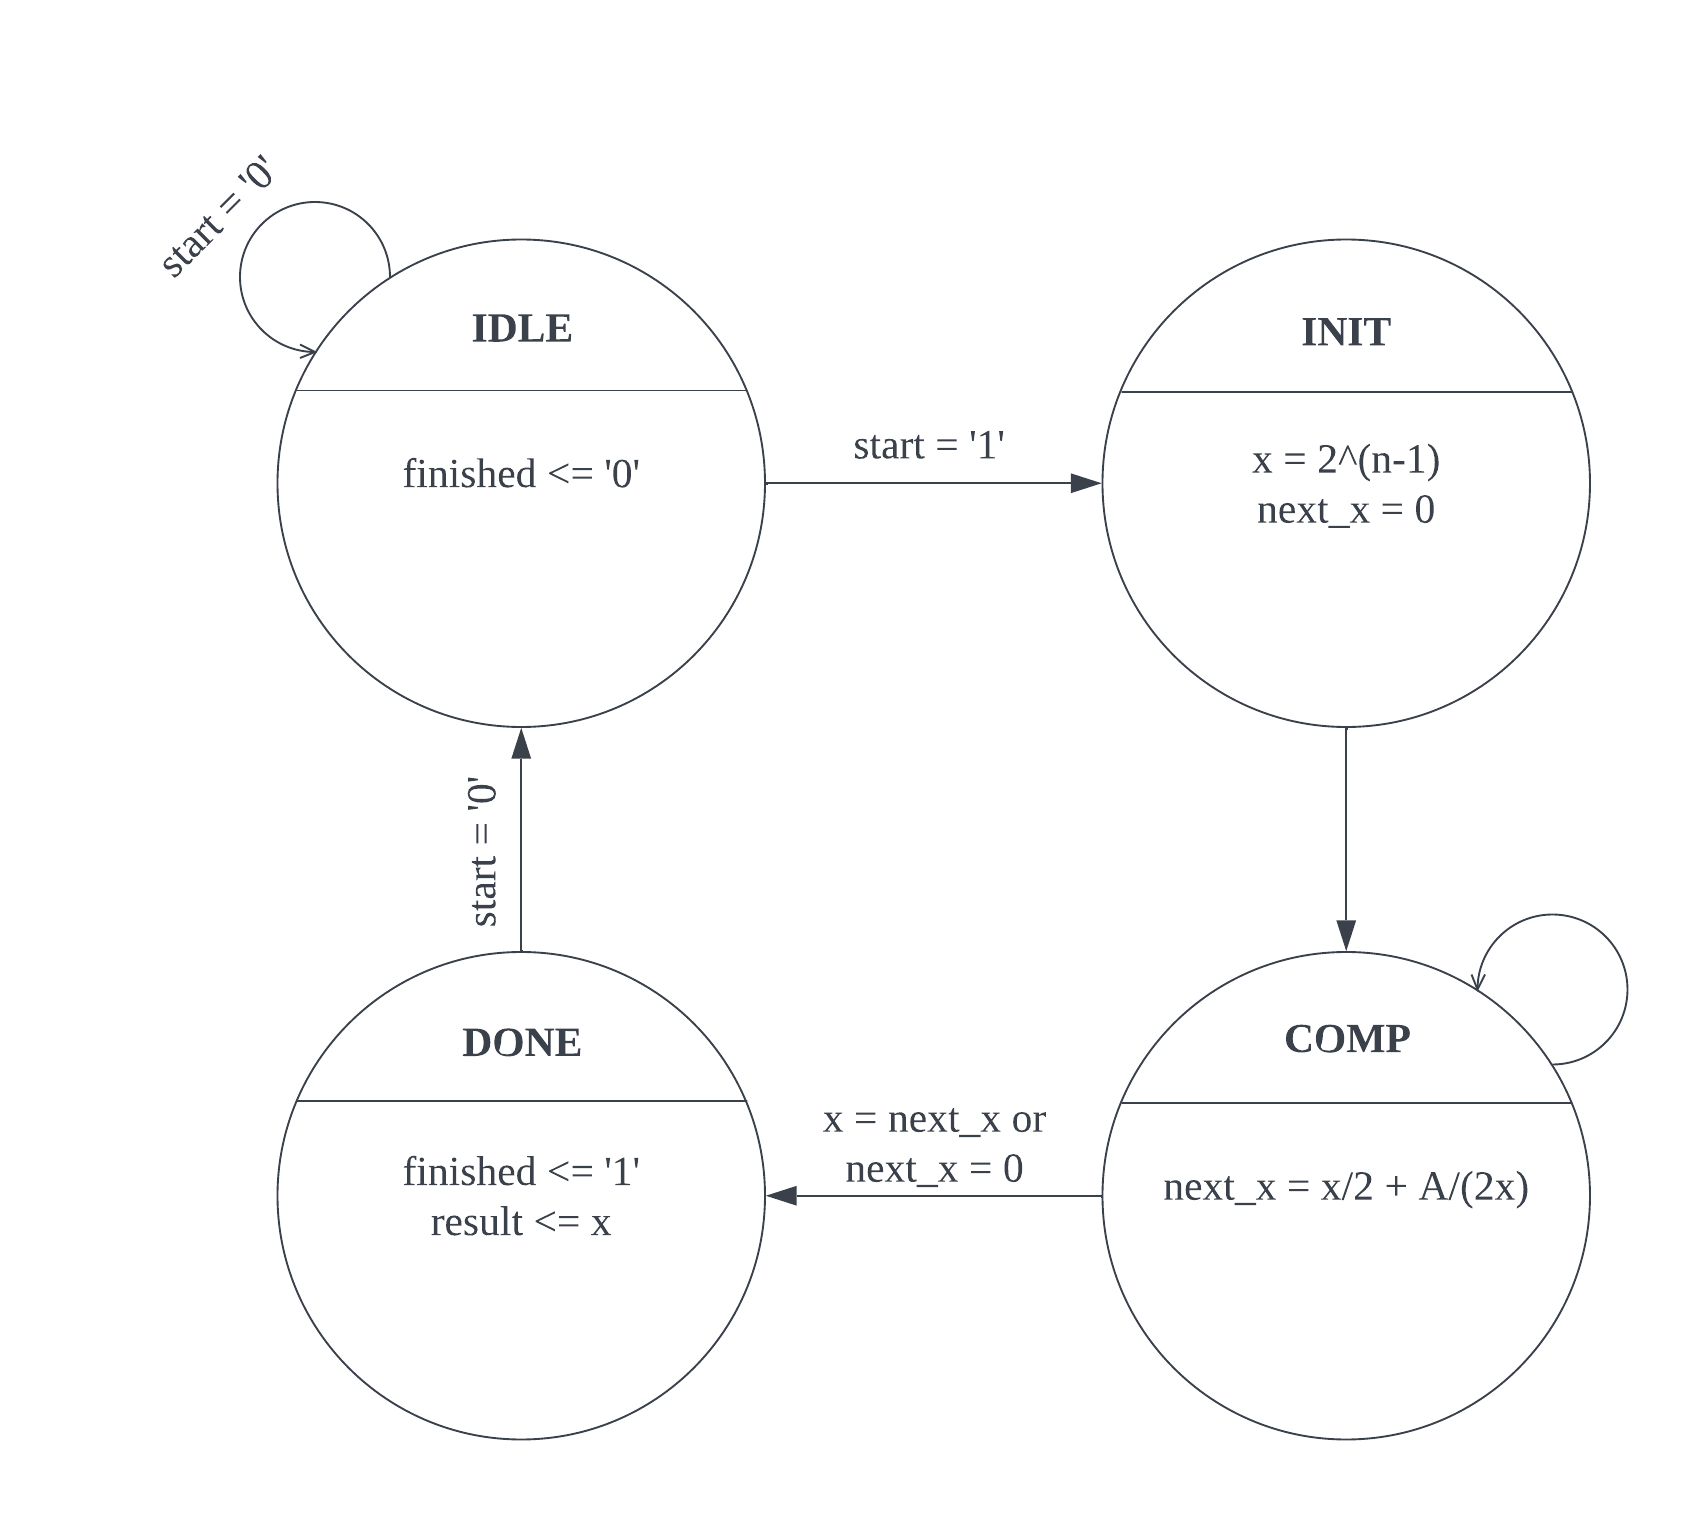 start = '0'
IDLE
finished <= '0'
start = '1'
INIT
x = 2^(n-1)
next_x = 0
start = '0'
DONE
finished <= '1'
result <= x
x = next_x or
next_x = 0
COMP
next_x = x/2 + A/(2x)